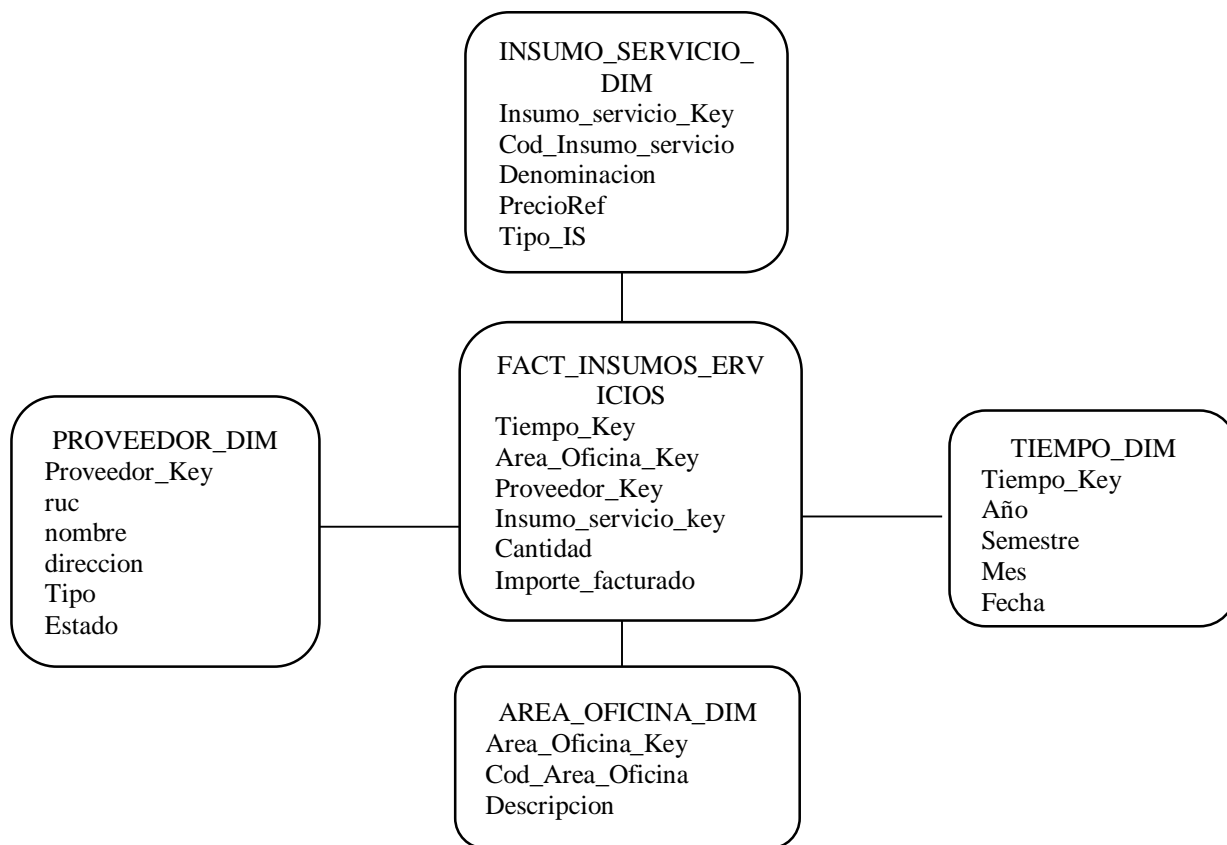 INSUMO_SERVICIO_
DIM
Insumo_servicio_Key
Cod_Insumo_servicio
Denominacion
PrecioRef
Tipo_IS
FACT_INSUMOS_ERV
ICIOS
Tiempo_Key
Area_Oficina_Key
Proveedor_Key
Insumo_servicio_key
Cantidad
Importe_facturado
PROVEEDOR_DIM
Proveedor_Key
ruc
nombre
direccion
Tipo
Estado
TIEMPO_DIM
Tiempo_Key
Año
Semestre
Mes
Fecha
AREA_OFICINA_DIM
Area_Oficina_Key
Cod_Area_Oficina
Descripcion